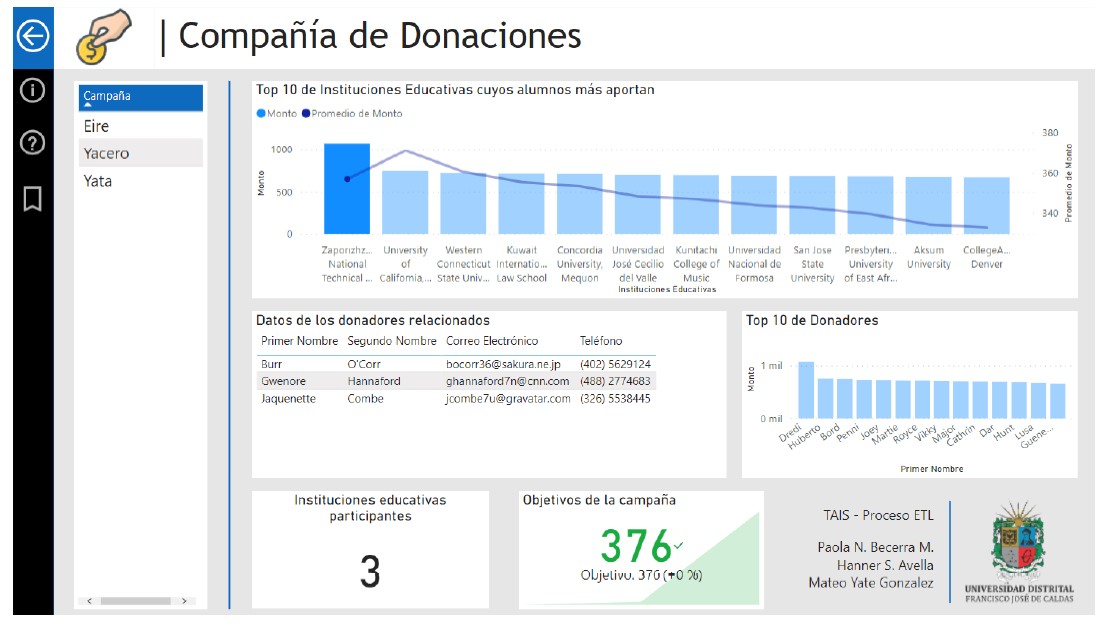 | Compañía de Donaciones
Campaña
Eire
Yacero
Yata
Top 10 de Instituciones Educativas cuyos alumnos más aportan
Monto Promedio de Monto
Monto
1000
500
0
380
360
340
Promedio de Monto
Zaporizhz...
National
Technical ...
University
of
California,...
Western
Connecticut
State Univ...
Kuwait
Internatio...
Law School
Concordia
University,
Mequon
Universidad
José Cecilio
del Valle
Kunitachi
College of
Music
Universidad
Nacional de
Formosa
San Jose
State
University
Presbyteri...
University
of East Afr...
Aksum
University
CollegeA...
Denver
Instituciones Educativas
Datos de los donadores relacionados
Primer Nombre Segundo Nombre Correo Electrónico Teléfono
Burr O'Corr bocorr36@sakura.ne.jp (402) 5629124
Gwenore Hannaford ghannaford7n@cnn.com (488) 2774683
Jaquenette Combe jcombe7u@gravatar.com (326) 5538445
Top 10 de Donadores
Monto
1 mil
0 mil
Dredi
Huberto
Bord
Penni
Joey
Martie
Royce
Vikky
Major
Cathrin
Dar
Hunt
Lusa
Guene...
Primer Nombre
Instituciones educativas
participantes
3
Objetivos de la campaña
376
Objetivo: 376 (+0 %)
TAIS - Proceso ETL
Paola N. Becerra M.
Hanner S. Avella
Mateo Yate Gonzalez
UNIVERSIDAD DISTRITAL
FRANCISCO JOSÉ DE CALDAS